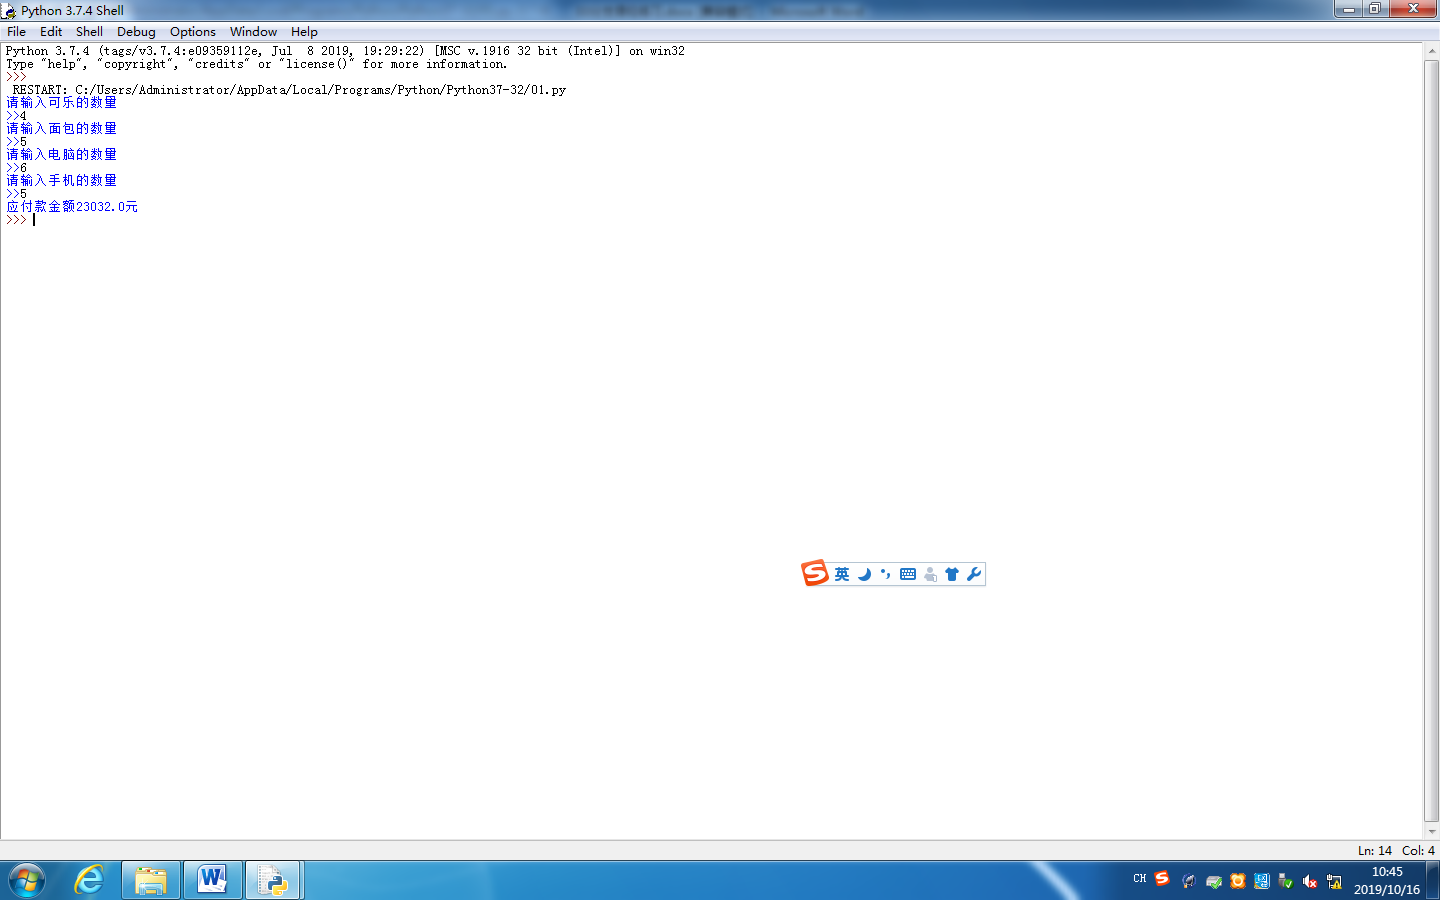 Python 3.7.4 Shell
File Edit Shell Debug Options Window Help
Python 3.7.4 (tags/v3.7.4:e09359112e, Jul  8 2019, 19:29:22) [MSC v.1916 32 bit (Intel)] on win32
Type "help", "copyright", "credits" or "license()" for more information.
>>>
RESTART: C:/Users/Administrator/AppData/Local/Programs/Python/Python37-32/01.py
请输入可乐的数量
>>4
请输入面包的数量
>>5
请输入电脑的数量
>>6
请输入手机的数量
>>5
应付款金额23032.0元
>>>
英
Ln: 14 Col: 4
CH
10:45
2019/10/16